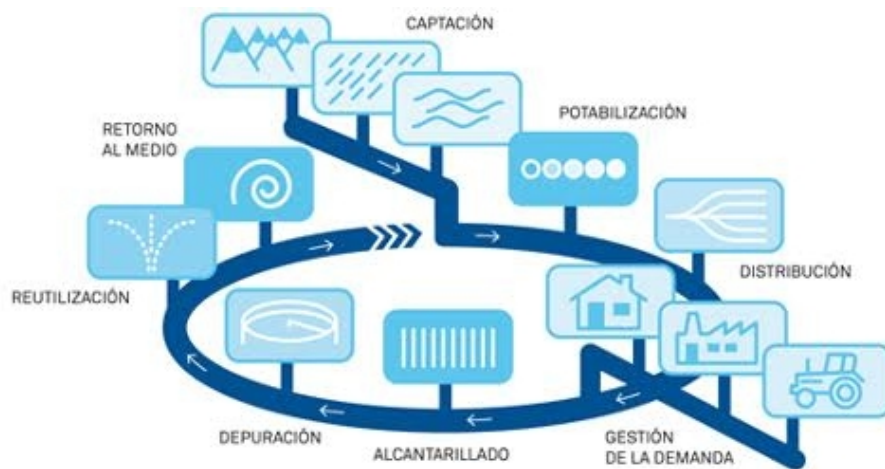 CAPTACIÓN
RETORNO
AL MEDIO
POTABILIZACIÓN
REUTILIZACIÓN
DISTRIBUCIÓN
DEPURACIÓN
ALCANTARILLADO
GESTIÓN
DE LA DEMANDA